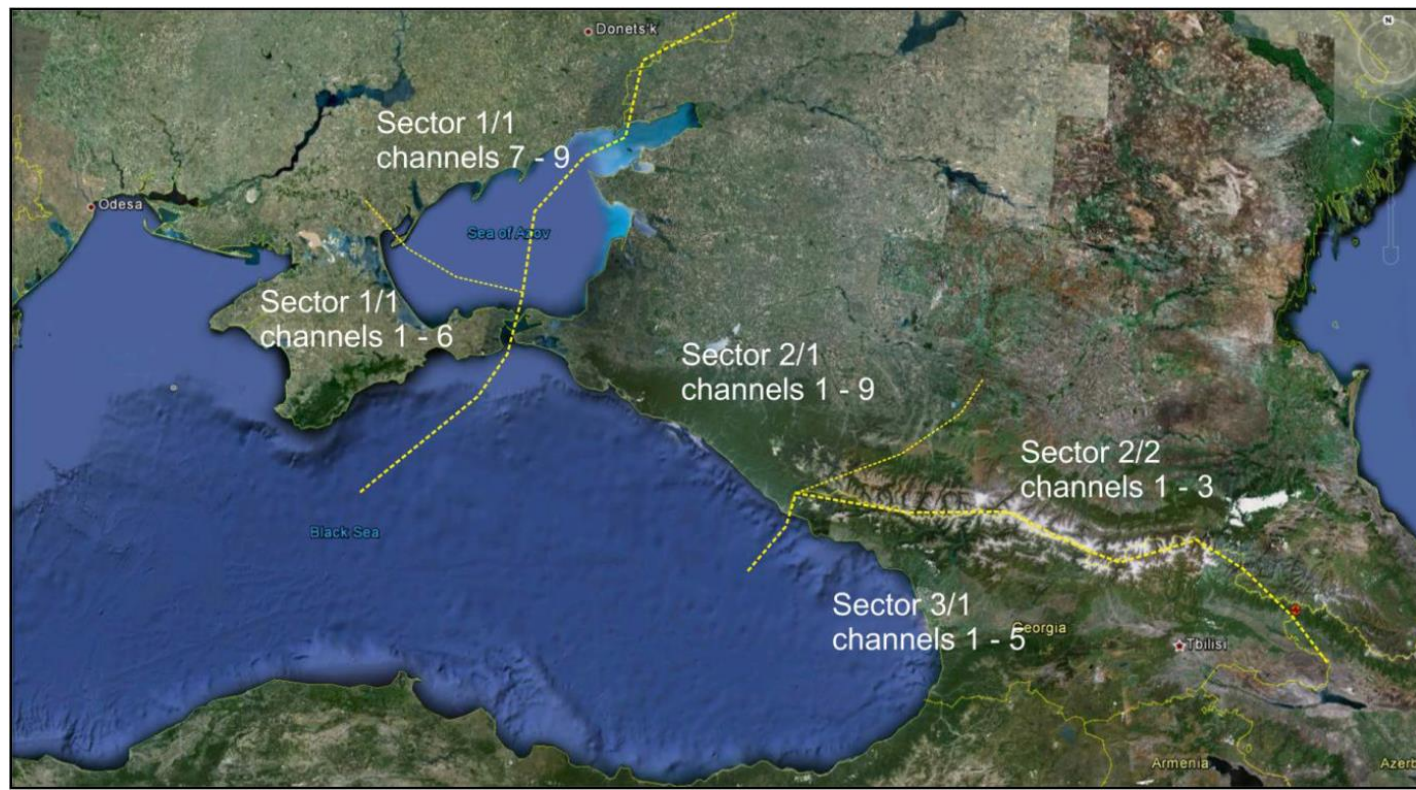 N
Donets'k
Sector 1/1
channels 7 - 9
Odesa
Sea of Azov
Sector 1/1
channels 1 - 6
Sector 2/1
channels 1 - 9
Sector 2/2
channels 1 - 3
Black Sea
Sector 3/1
channels 1 - 5
Georgia
Tbilisi
Armenia
Azerb